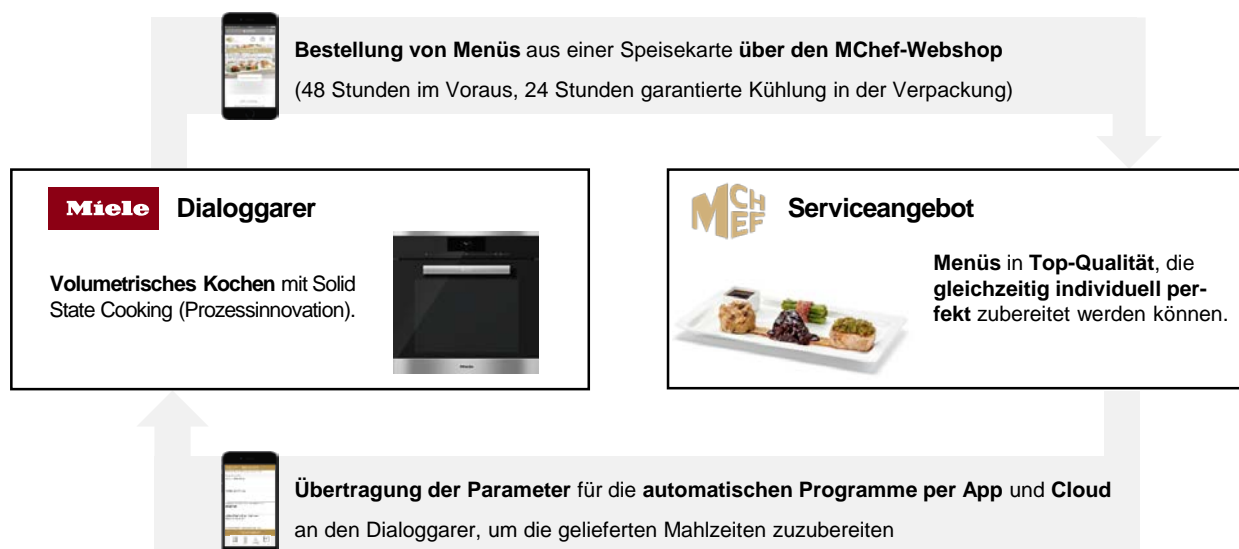 Bestellung von Menüs aus einer Speisekarte über den MChef-Webshop
(48 Stunden im Voraus, 24 Stunden garantierte Kühlung in der Verpackung)
Miele Dialoggarer
Volumetrisches Kochen mit Solid
State Cooking (Prozessinnovation).
MCHEF Serviceangebot
Menüs in Top-Qualität, die
gleichzeitig individuell per-
fekt zubereitet werden können.
Übertragung der Parameter für die automatischen Programme per App und Cloud
an den Dialoggarer, um die gelieferten Mahlzeiten zuzubereiten